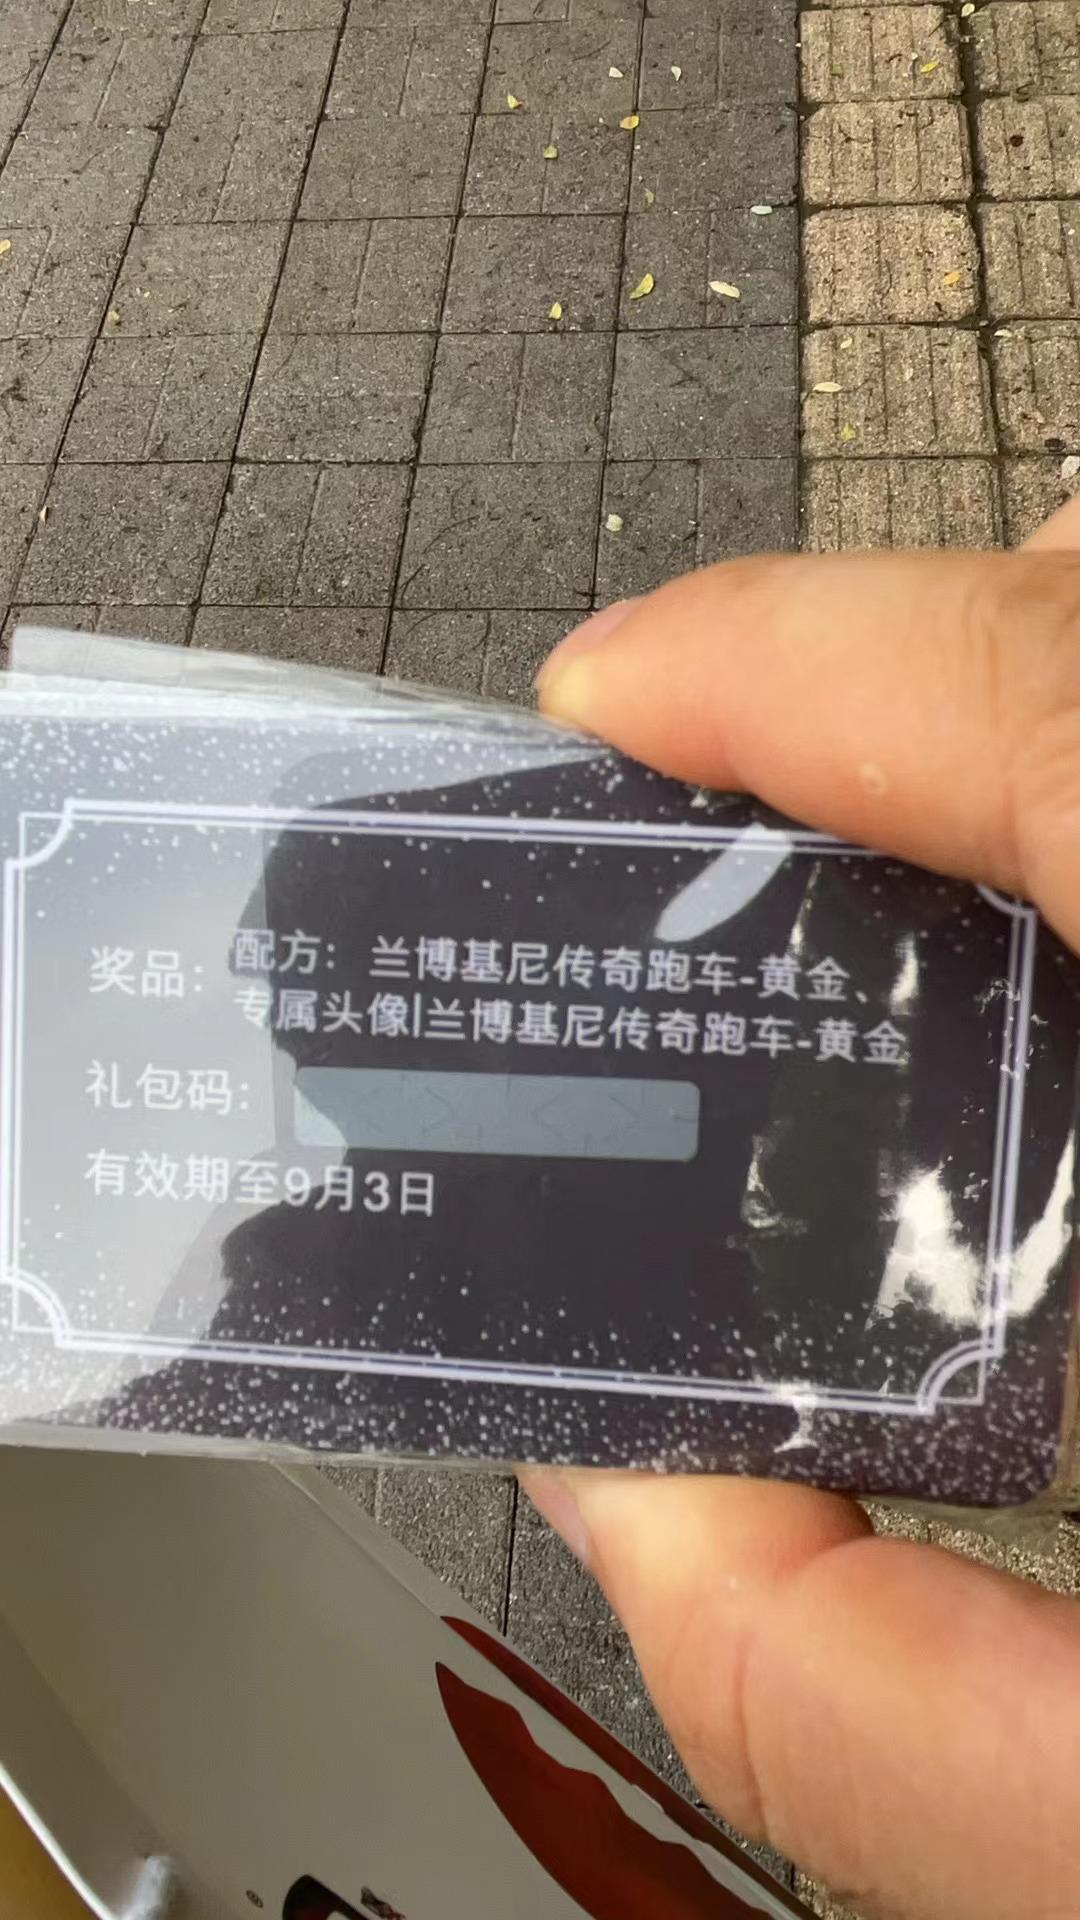 奖品：配方：兰博基尼传奇跑车-黄金、
专属头像|兰博基尼传奇跑车-黄金
礼包码：
有效期至9月3日